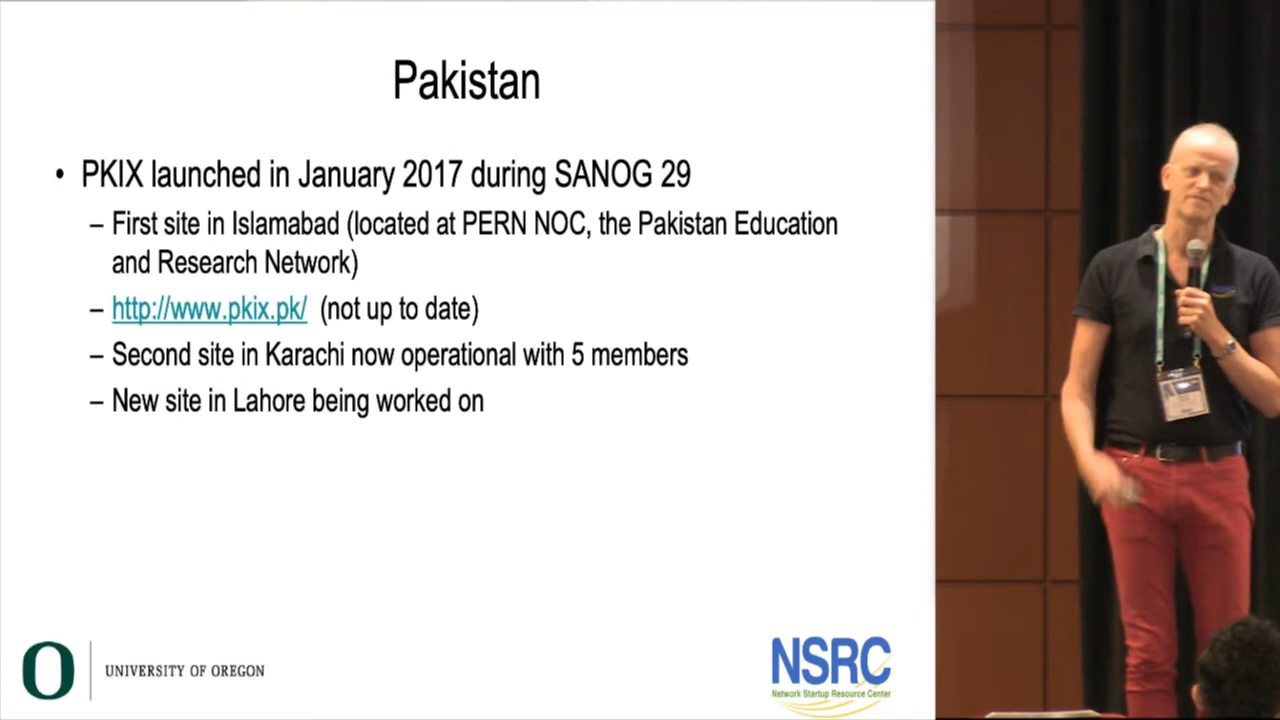 Pakistan
• PKIX launched in January 2017 during SANOG 29
– First site in Islamabad (located at PERN NOC, the Pakistan Education
and Research Network)
– http://www.pkix.pk/ (not up to date)
– Second site in Karachi now operational with 5 members
– New site in Lahore being worked on
O UNIVERSITY OF OREGON
NSRC
Network Startup Resource Center
NSRC